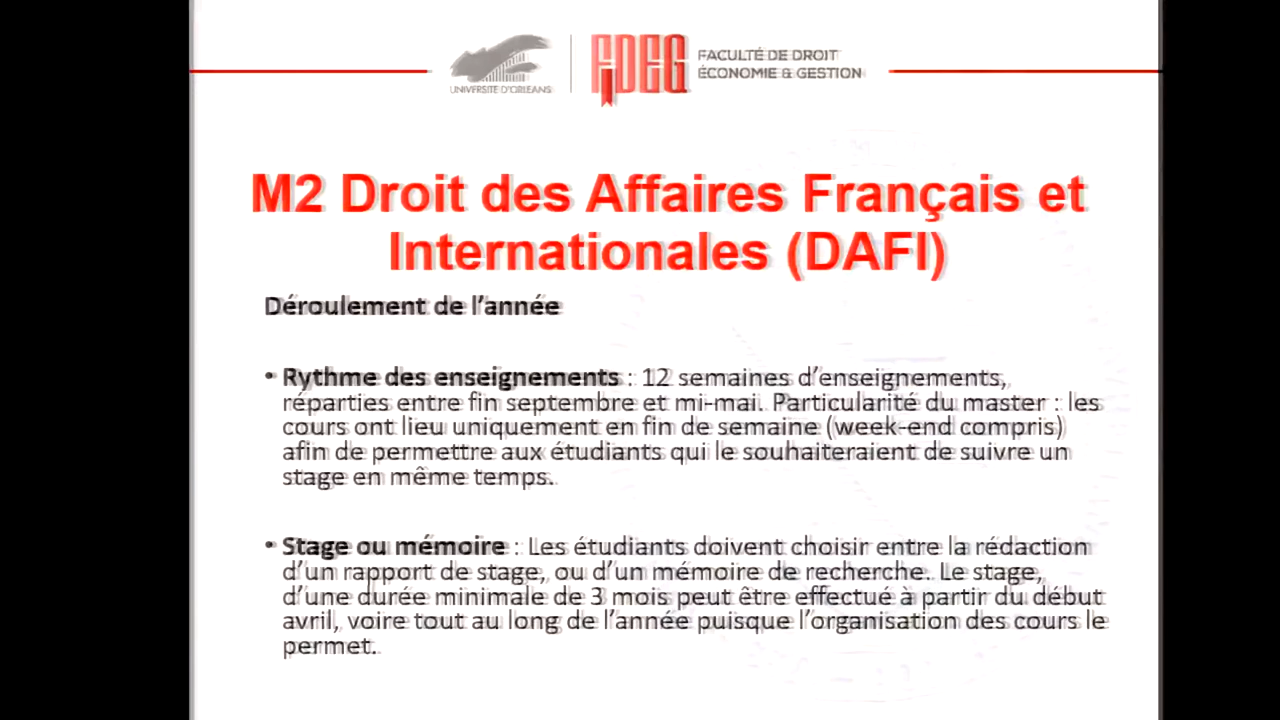 UNIVERSITÉ D'ORLÉANS
FDEG
FACULTÉ DE DROIT
ÉCONOMIE & GESTION
M2 Droit des Affaires Français et
Internationales (DAFI)
Déroulement de l'année
• Rythme des enseignements : 12 semaines d'enseignements,
réparties entre fin septembre et mi-mai. Particularité du master : les
cours ont lieu uniquement en fin de semaine (week-end compris)
afin de permettre aux étudiants qui le souhaiteraient de suivre un
stage en même temps.
• Stage ou mémoire : Les étudiants doivent choisir entre la rédaction
d'un rapport de stage, ou d'un mémoire de recherche. Le stage,
d'une durée minimale de 3 mois peut être effectué à partir du début
avril, voire tout au long de l'année puisque l'organisation des cours le
permet.